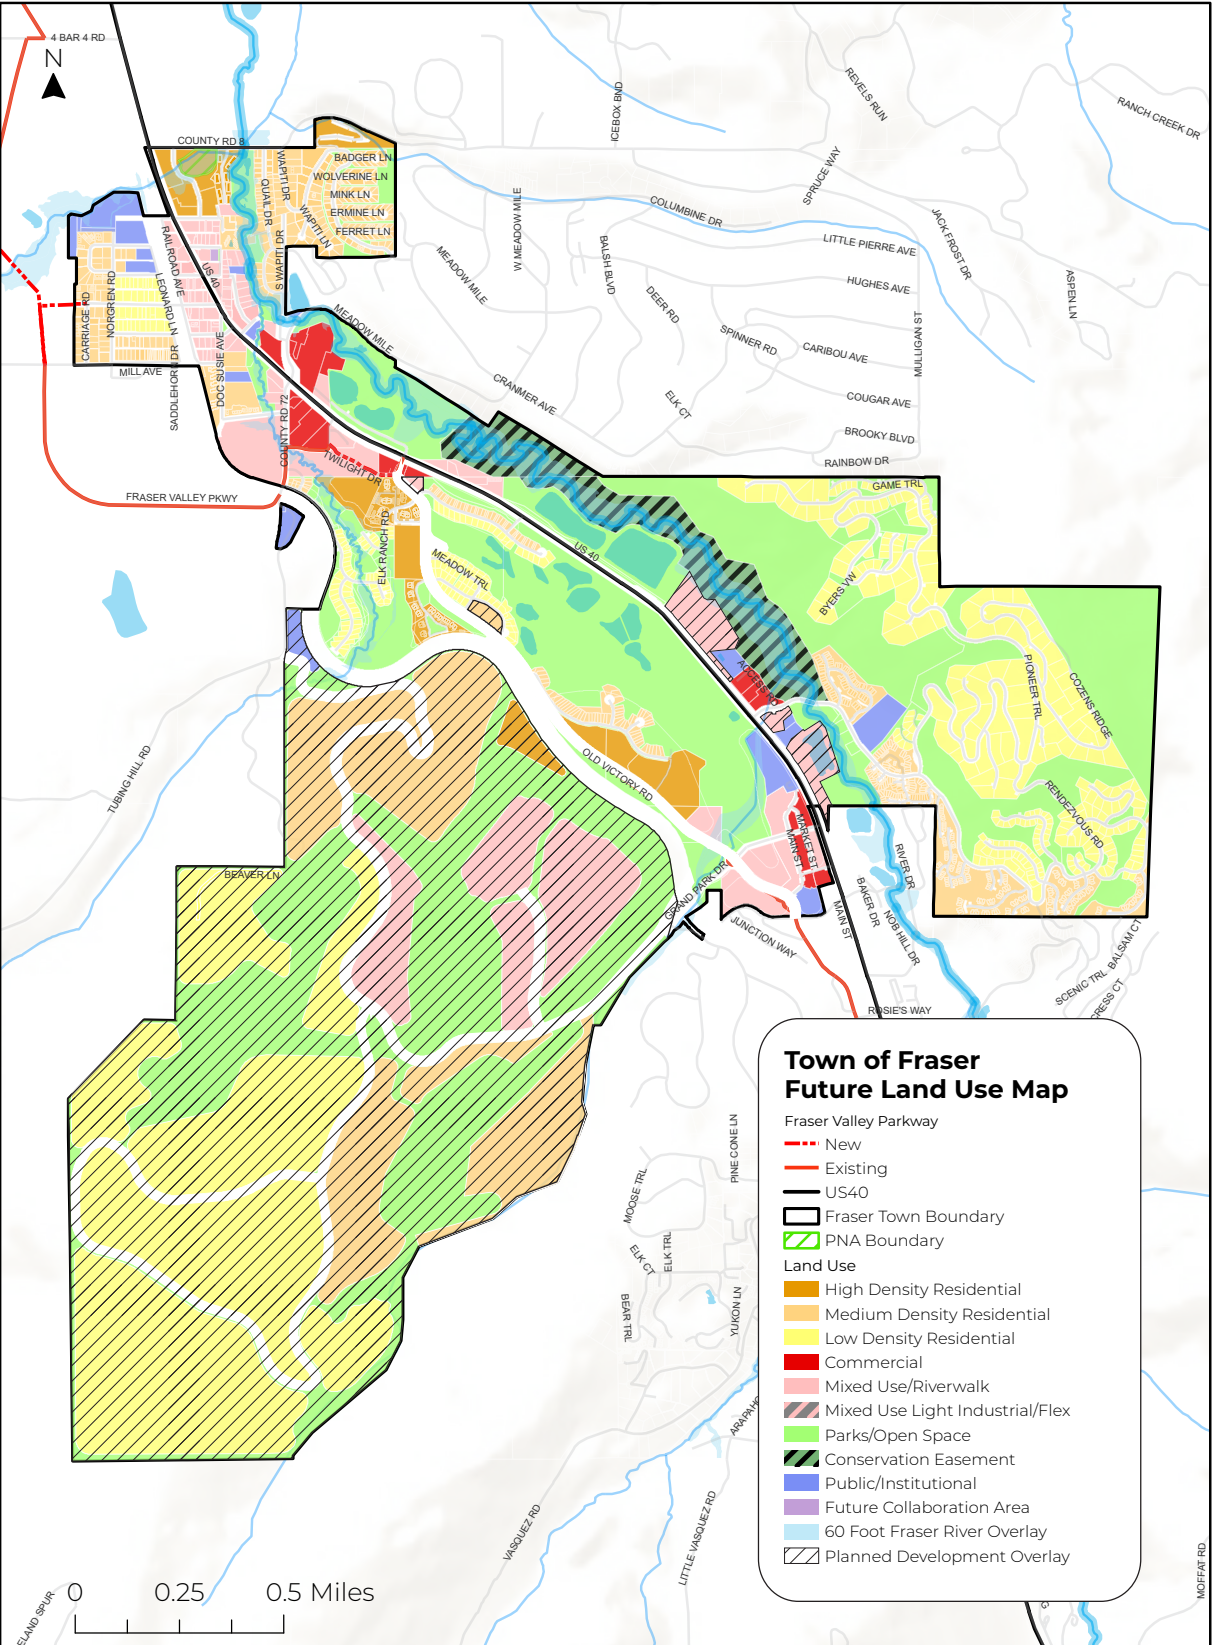 4 BAR 4 RD
N
REVELS RUN
ICEBOX BND
RANCH CREEK DR
COUNTY RD 8
WAPITI DR
BADGER LN
WOLVERINE LN
QUAIL DR
MINK LN
WAPITI LN
ERMINE LN
FERRET LN
S WAPITI DR
SPRUCE WAY
W MEADOW MILE
COLUMBINE DR
JACK FROST DR
LITTLE PIERRE AVE
RAILROAD AVE
US 40
MEADOW MILE
BALSH BLVD
HUGHES AVE
ASPEN LN
CARRIAGE RD
NORGREN RD
LEONARD LN
DEER RD
MEADOW MILE
SPINNER RD
CARIBOU AVE
MULLIGAN ST
MILL AVE
SADDLEHORN DR
DOC SUSIE AVE
CRANMER AVE
ELK CT
COUGAR AVE
COUNTY RD 72
BROOKY BLVD
RAINBOW DR
TWILIGHT DR
GAME TRL
FRASER VALLEY PKWY
ELK RANCH RD
US 40
MEADOW TRL
BYERS VW
PIONEER TRL
COZENS RIDGE
ACCESS RD
TUBING HILL RD
OLD VICTORY RD
RENDEZVOUS RD
MARKET ST
MAIN ST
RIVER DR
BEAVER LN
GRAND PARK DR
BAKER DR
MAIN ST
NOB HILL DR
JUNCTION WAY
BALSAM CT
SCENIC TRL
CRESS CT
ROSIE'S WAY
Town of Fraser
Future Land Use Map
Fraser Valley Parkway
New
Existing
US40
Fraser Town Boundary
PNA Boundary
Land Use
High Density Residential
Medium Density Residential
Low Density Residential
Commercial
Mixed Use/Riverwalk
Mixed Use Light Industrial/Flex
Parks/Open Space
Conservation Easement
Public/Institutional
Future Collaboration Area
60 Foot Fraser River Overlay
Planned Development Overlay
PINE CONE LN
MOOSE TRL
ELK CT
ELK TRL
BEAR TRL
YUKON LN
ARAPAHO
VASQUEZ RD
LITTLE VASQUEZ RD
MOFFAT RD
ELAND SPUR
0 0.25 0.5 Miles